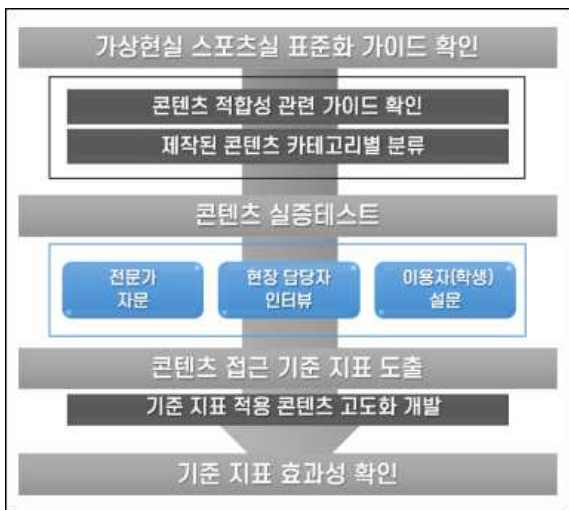 가상현실 스포츠실 표준화 가이드 확인
콘텐츠 적합성 관련 가이드 확인
제작된 콘텐츠 카테고리별 분류
콘텐츠 실증테스트
전문가
자문
현장 담당자
인터뷰
이용자(학생)
설문
콘텐츠 접근 기준 지표 도출
기준 지표 적용 콘텐츠 고도화 개발
기준 지표 효과성 확인